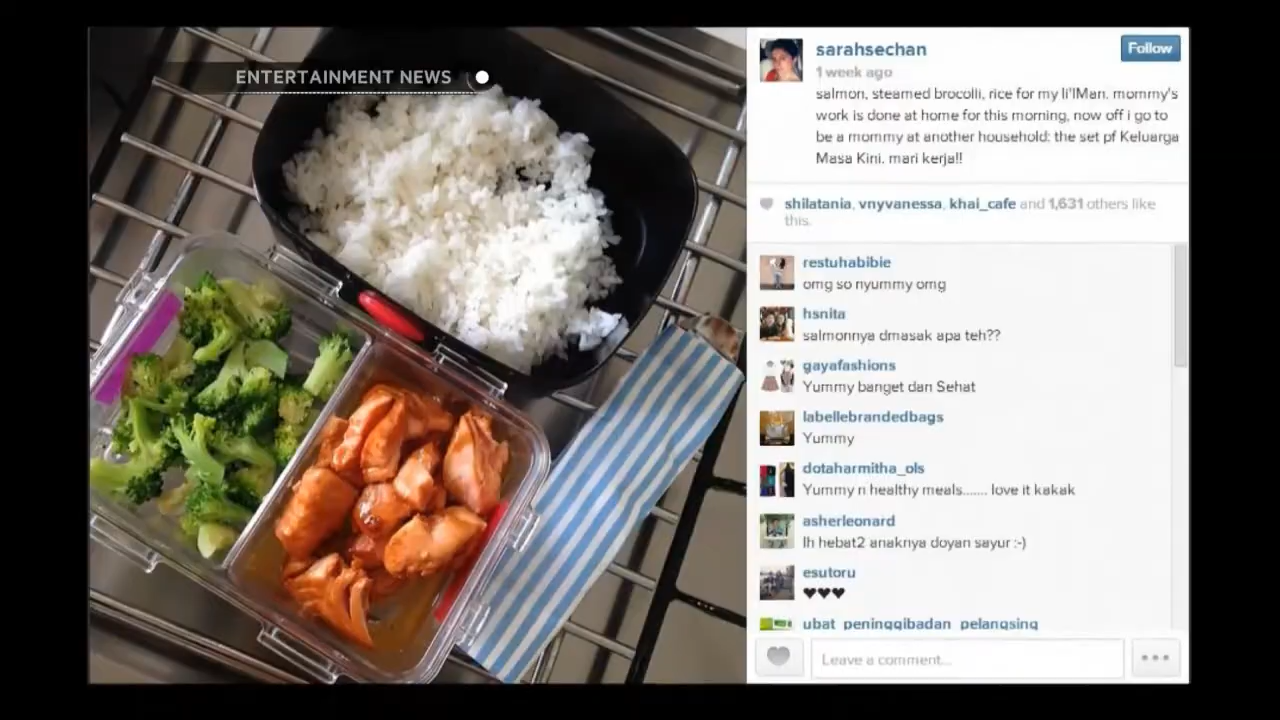 ENTERTAINMENT NEWS
sarahsechan
Follow
1 week ago
salmon, steamed brocolli, rice for my li'lMan. mommy's
work is done at home for this morning, now off i go to
be a mommy at another household: the set pf Keluarga
Masa Kini. mari kerja!!
shilatania, vnyvanessa, khai_cafe and 1,631 others like
this.
restuhabibie
omg so nyummy omg
hsnita
salmonnya dmasak apa teh??
gayafashions
Yummy banget dan Sehat
labellebrandedbags
Yummy
dotaharmitha_ols
Yummy n healthy meals....... love it kakak
asherleonard
Ih hebat2 anaknya doyan sayur :-)
esutoru
♥♥♥
ubat_peninggibadan_pelangsing
Leave a comment...